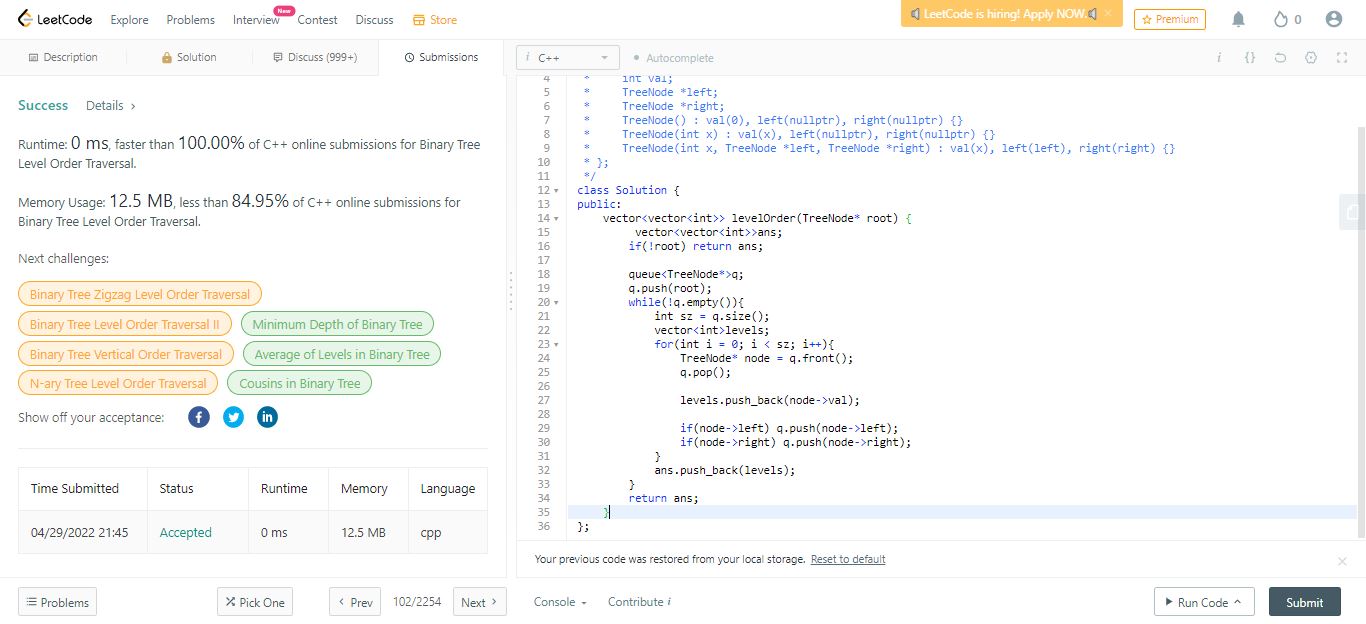 LeetCode Explore Problems Interview New Contest Discuss Store LeetCode is hiring! Apply NOW. Premium 0
Description Solution Discuss (999+) Submissions
Success Details
Runtime: 0 ms, faster than 100.00% of C++ online submissions for Binary Tree
Level Order Traversal.
Memory Usage: 12.5 MB, less than 84.95% of C++ online submissions for
Binary Tree Level Order Traversal.
Next challenges:
Binary Tree Zigzag Level Order Traversal
Binary Tree Level Order Traversal II Minimum Depth of Binary Tree
Binary Tree Vertical Order Traversal Average of Levels in Binary Tree
N-ary Tree Level Order Traversal Cousins in Binary Tree
Show off your acceptance:
Time Submitted Status Runtime Memory Language
04/29/2022 21:45 Accepted 0 ms 12.5 MB cpp
Problems Pick One < Prev 102/2254 Next >
i C++ Autocomplete i {}
4 * int val;
5 * TreeNode *left;
6 * TreeNode *right;
7 * TreeNode() : val(0), left(nullptr), right(nullptr) {}
8 * TreeNode(int x) : val(x), left(nullptr), right(nullptr) {}
9 * TreeNode(int x, TreeNode *left, TreeNode *right) : val(x), left(left), right(right) {}
10 * };
11 */
12 class Solution {
13 public:
14 vector<vector<int>> levelOrder(TreeNode* root) {
15 vector<vector<int>>ans;
16 if(!root) return ans;
17
18 queue<TreeNode*>q;
19 q.push(root);
20 while(!q.empty()){
21 int sz = q.size();
22 vector<int>levels;
23 for(int i = 0; i < sz; i++){
24 TreeNode* node = q.front();
25 q.pop();
26
27 levels.push_back(node->val);
28
29 if(node->left) q.push(node->left);
30 if(node->right) q.push(node->right);
31 }
32 ans.push_back(levels);
33 }
34 return ans;
35 }
36 };
Your previous code was restored from your local storage. Reset to default
Console Contribute i Run Code Submit